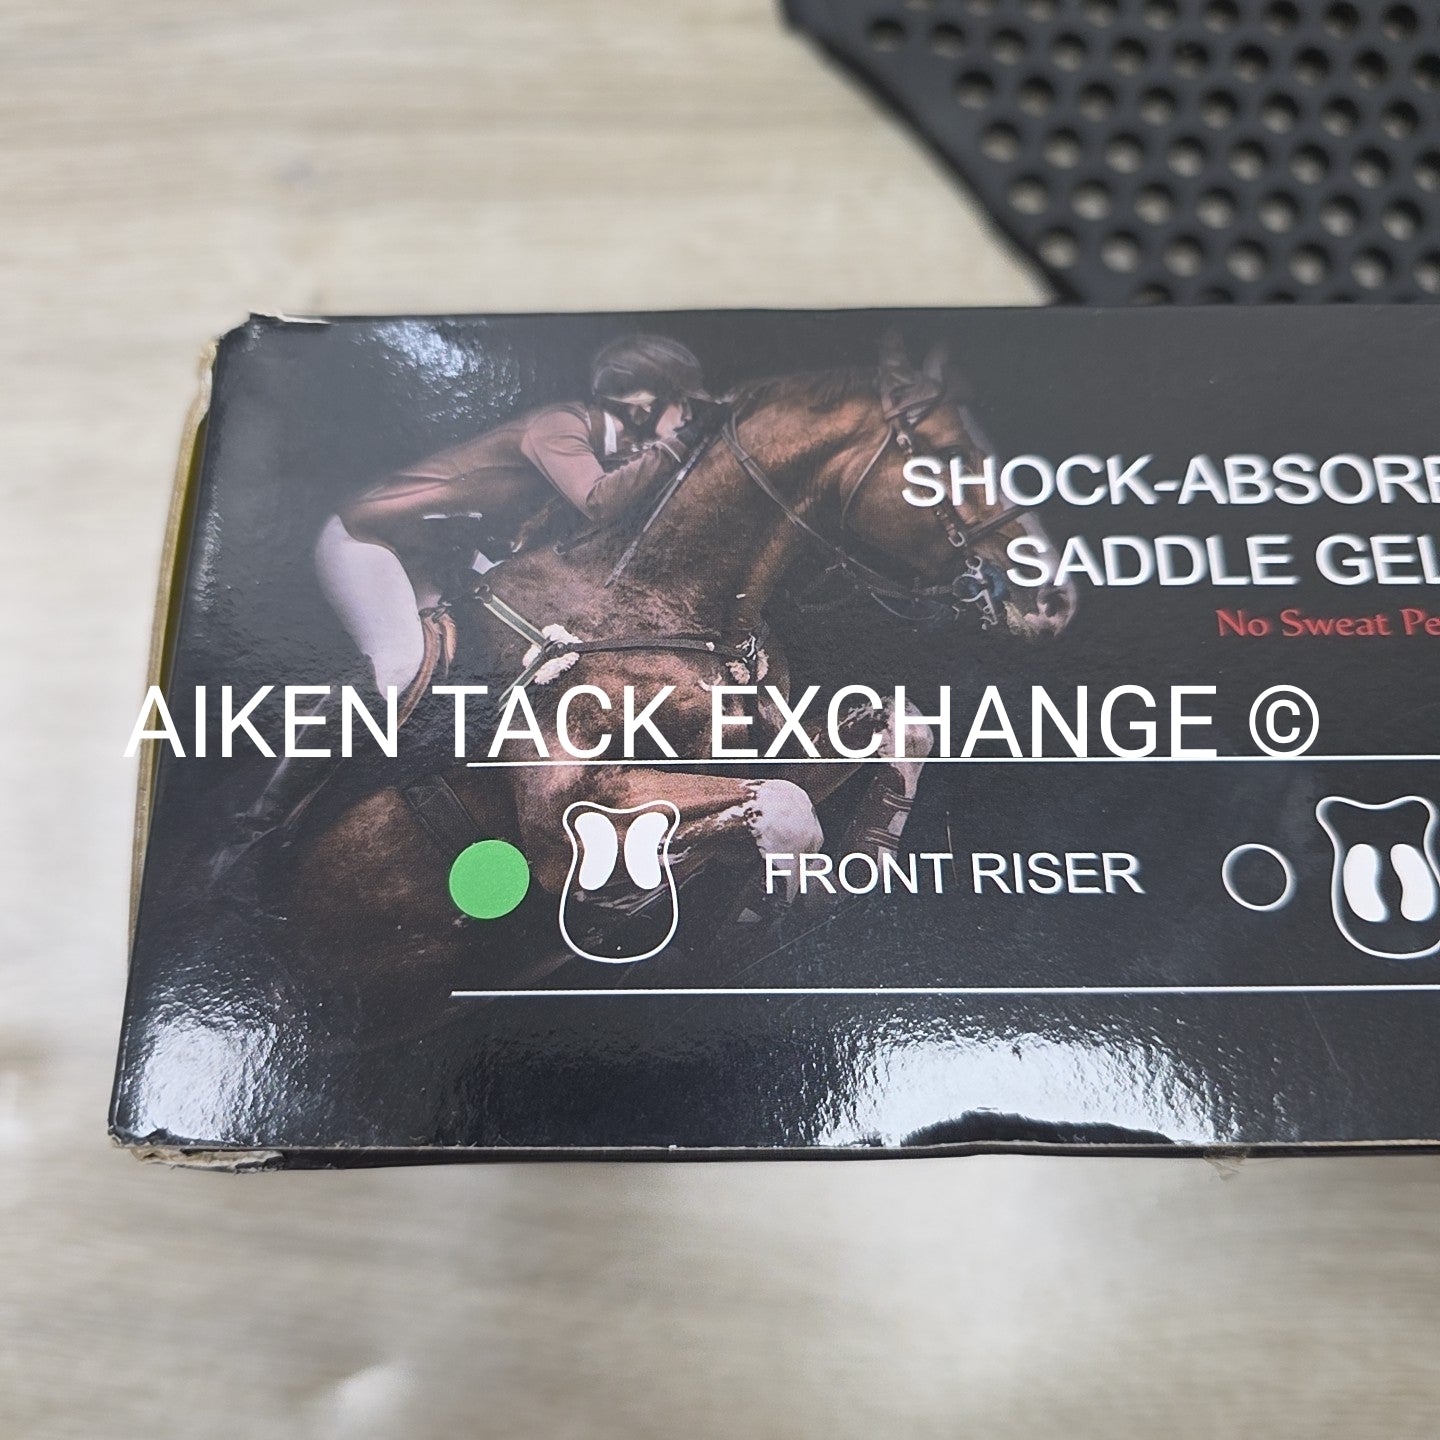 SHOCK-ABSORB
SADDLE GEL
No Sweat Pe
AIKEN TACK EXCHANGE ©
FRONT RISER